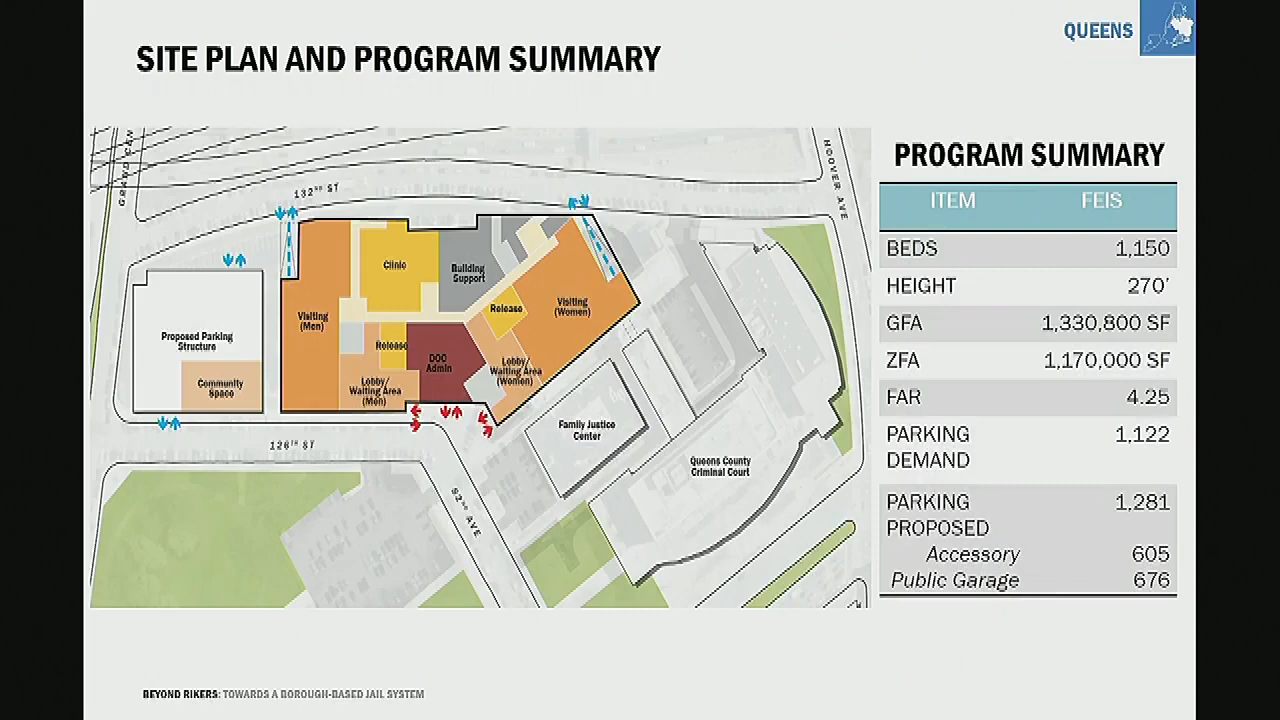 QUEENS
SITE PLAN AND PROGRAM SUMMARY
HOOVER AVE
132ND ST
Clinic
Building
Support
Visiting
(Men)
Release
Visiting
(Women)
Proposed Parking
Structure
Community
Space
Release
DOC
Admin
Lobby/
Waiting Area
(Men)
Lobby/
Waiting Area
(Women)
Family Justice
Center
Queens County
Criminal Court
126TH ST
82ND AVE
PROGRAM SUMMARY
ITEM FEIS
BEDS 1,150
HEIGHT 270'
GFA 1,330,800 SF
ZFA 1,170,000 SF
FAR 4.25
PARKING 1,122
DEMAND
PARKING 1,281
PROPOSED
Accessory 605
Public Garage 676
BEYOND RIKERS: TOWARDS A BOROUGH-BASED JAIL SYSTEM